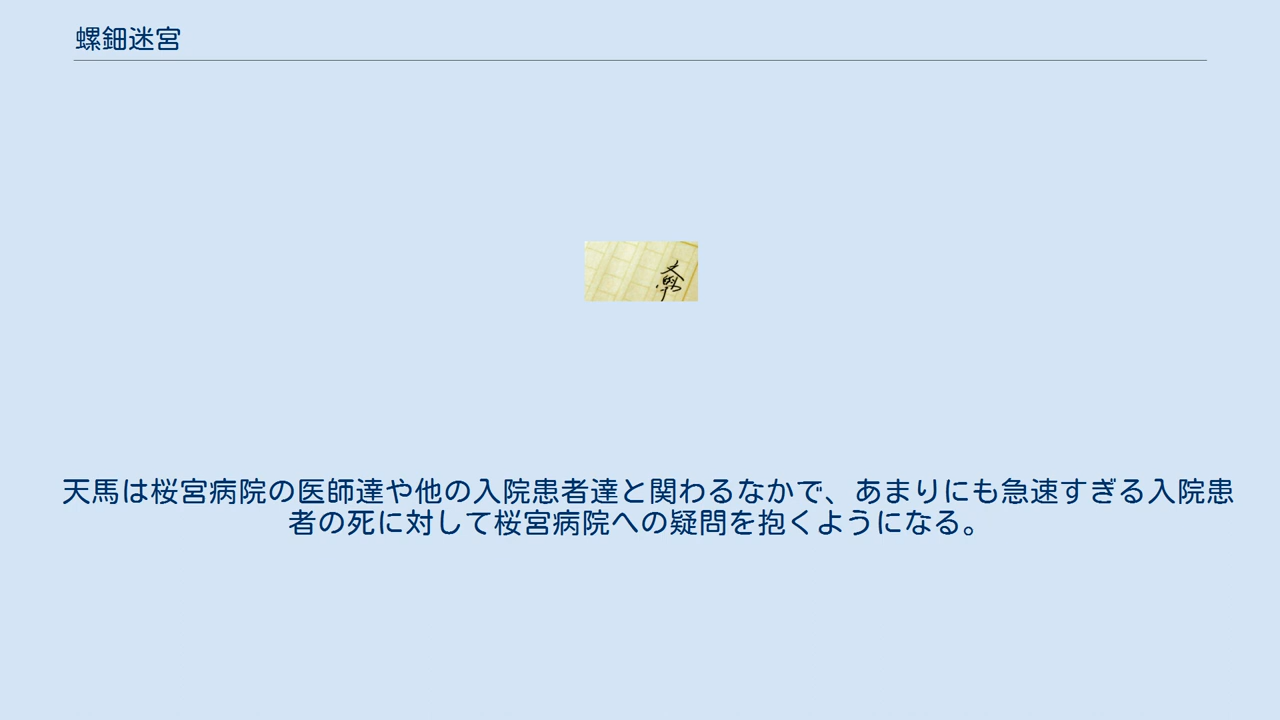 螺鈿迷宮
天馬は桜宮病院の医師達や他の入院患者達と関わるなかで、あまりにも急速すぎる入院患
者の死に対して桜宮病院への疑問を抱くようになる。